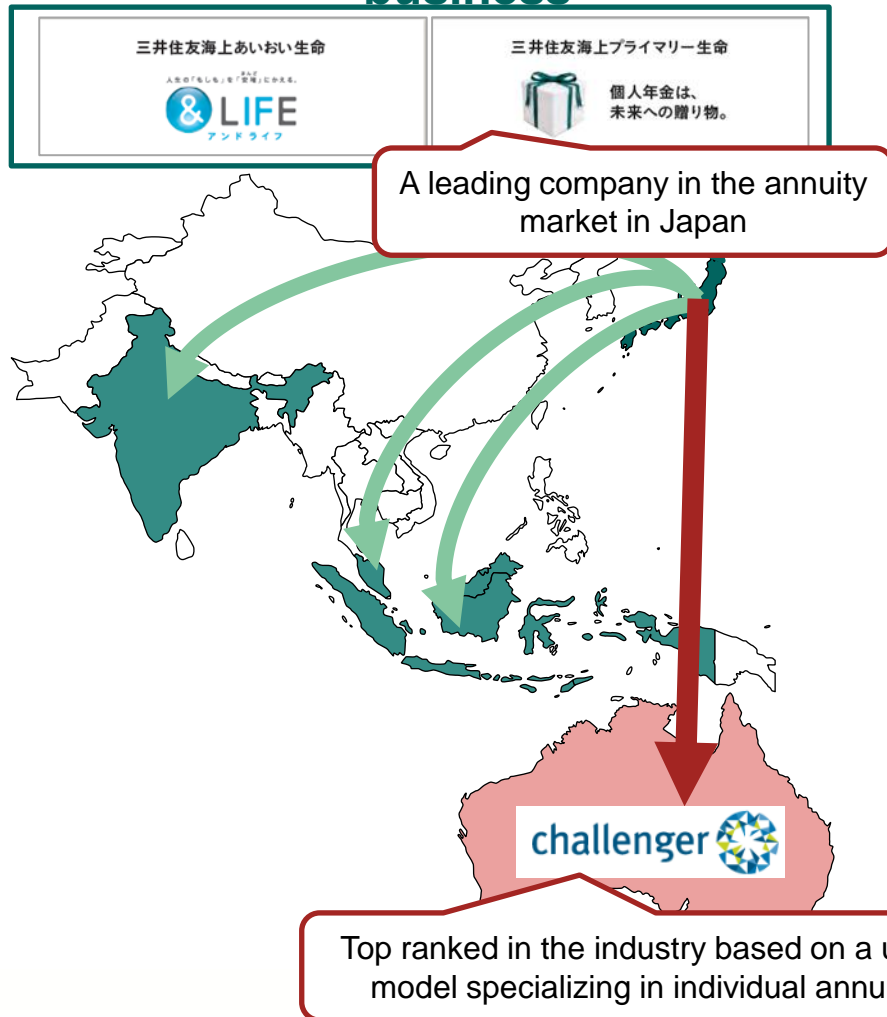 business
三井住友海上あいおい生命
人生の「もしも」を「安堵」にかえる。
& LIFE
アンドライフ
三井住友海上プライマリー生命
個人年金は、
未来への贈り物。
A leading company in the annuity
market in Japan
challenger
Top ranked in the industry based on a
model specializing in individual